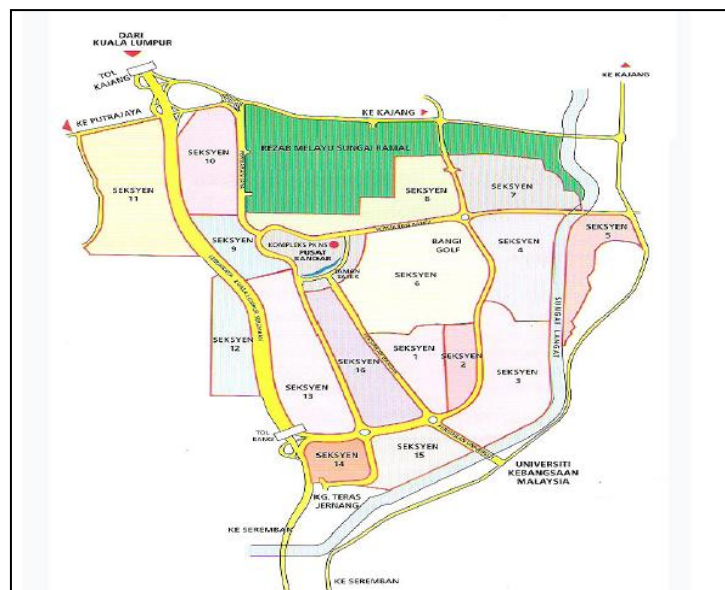 DARI
KUALA LUMPUR
TOL
KAJANG
KE PUTRAJAYA
KE KAJANG
KE KAJANG
REZAB MELAYU SUNGAI RAMAL
SEKSYEN
10
SEKSYEN
11
SEKSYEN
8
SEKSYEN
7
SEKSYEN
9
KOMPLEKS PKNS
PUSAT
BANDAR
TAMAN
TASEK
BANGI
GOLF
SEKSYEN
4
SEKSYEN
5
SEKSYEN
6
SUNGAI LANGAT
SEKSYEN
12
SEKSYEN
13
SEKSYEN
16
SEKSYEN
1
SEKSYEN
2
SEKSYEN
3
TOL
BANGI
SEKSYEN
14
SEKSYEN
15
UNIVERSITI
KEBANGSAAN
MALAYSIA
KG. TERAS
JERNANG
KE SEREMBAN
KE SEREMBAN